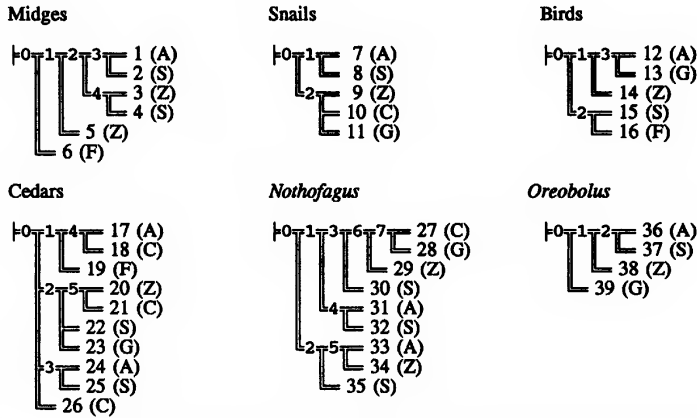 Midges
0 1 2 3 1 (A)
2 (S)
4 3 (Z)
4 (S)
5 (Z)
6 (F)
Snails
0 1 7 (A)
8 (S)
2 9 (Z)
10 (C)
11 (G)
Birds
0 1 3 12 (A)
13 (G)
14 (Z)
2 15 (S)
16 (F)
Cedars
0 1 4 17 (A)
18 (C)
19 (F)
2 5 20 (Z)
21 (C)
22 (S)
23 (G)
3 24 (A)
25 (S)
26 (C)
Nothofagus
0 1 3 6 7 27 (C)
28 (G)
29 (Z)
30 (S)
4 31 (A)
32 (S)
2 5 33 (A)
34 (Z)
35 (S)
Oreobolus
0 1 2 36 (A)
37 (S)
38 (Z)
39 (G)